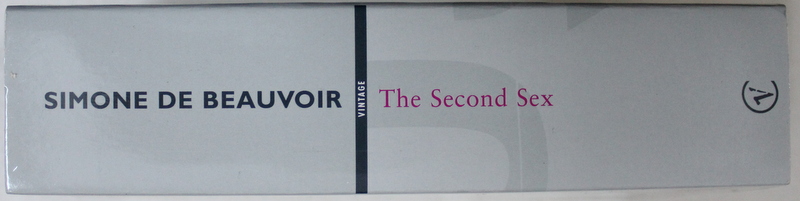 SIMONE DE BEAUVOIR
VINTAGE
The Second Sex